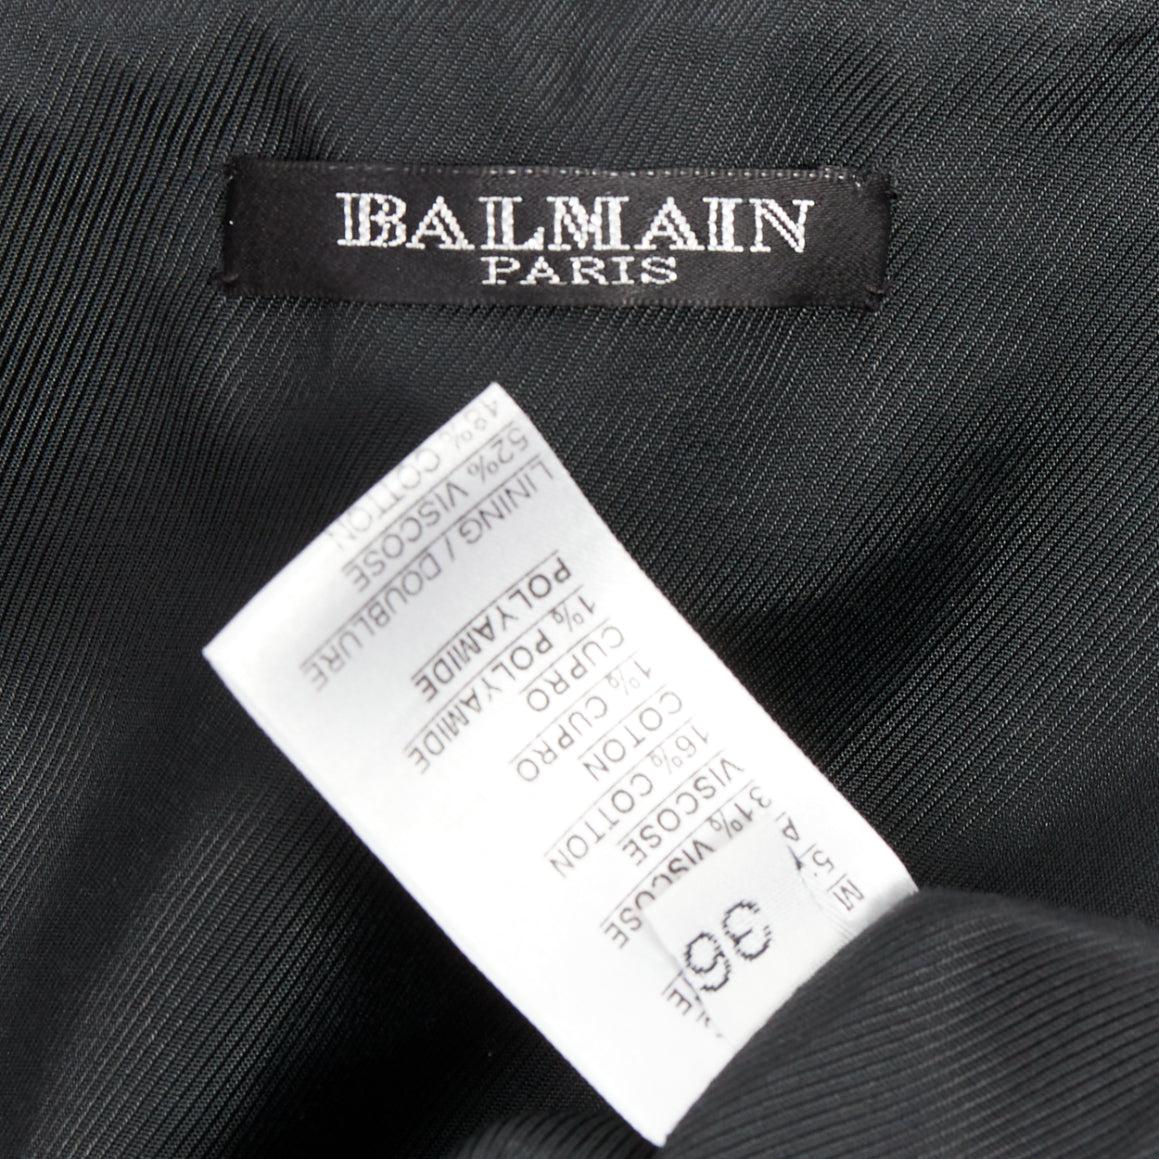 BALMAIN
PARIS
36
31% VISCOSE
VISCOSE
16% COTTON
COTON
1% CUPRO
CUPRO
1% POLYAMIDE
POLYAMIDE
LINING / DOUBLURE
52% VISCOSE
48% COTTON